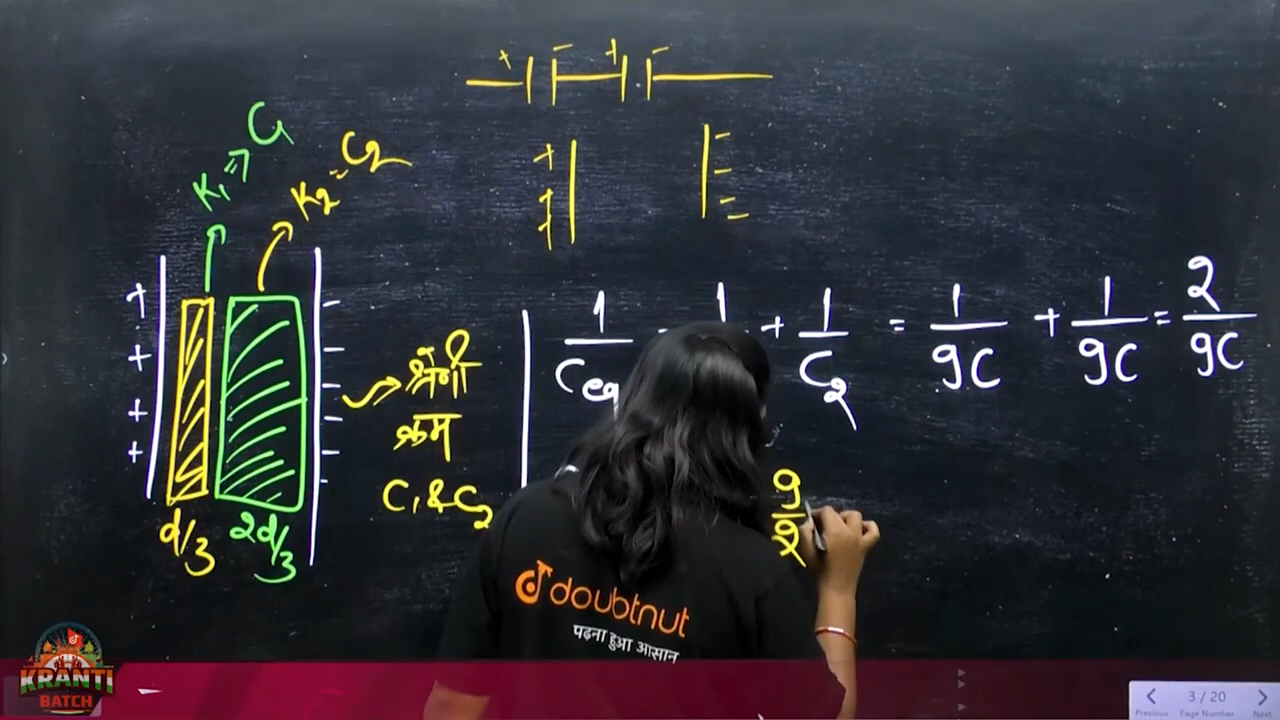 + − + −
C₁
K₁ ⇒
K₂ = C₂
+ −
+ −
+ −
1/Ceq = 1 + 1/C₂ = 1/9C + 1/9C = 2/9C
श्रेणी
क्रम
C₁ & C₂
9/2
d/3 2d/3
doubtnut
पढ़ना हुआ आसान
KRANTI
BATCH
3 / 20
Previous Page Number Next